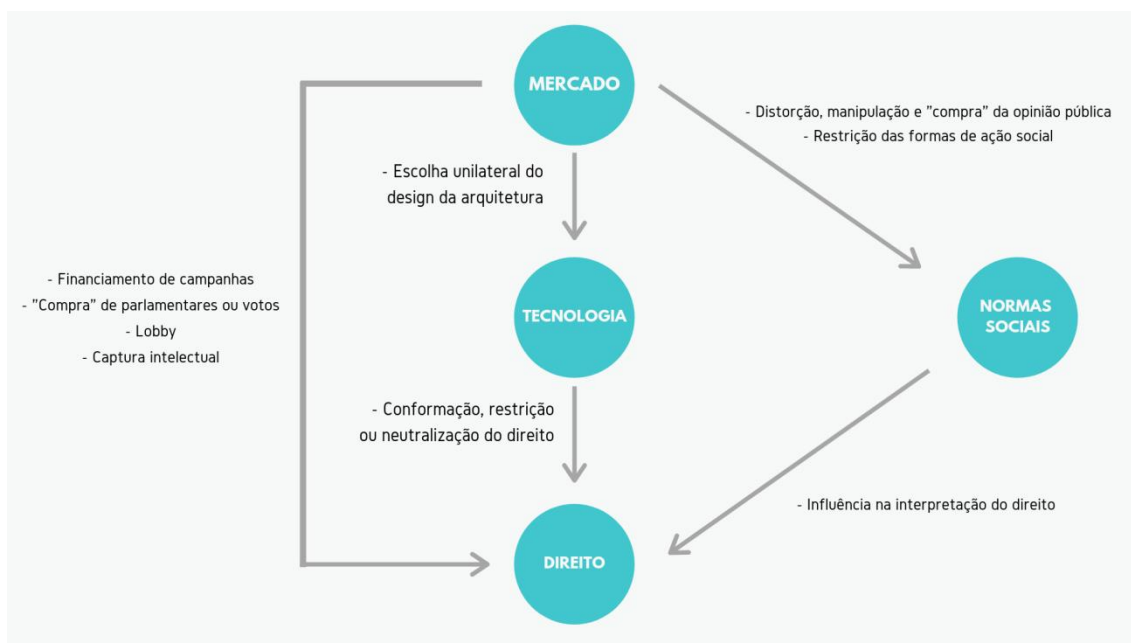 MERCADO
- Distorção, manipulação e "compra" da opinião pública
- Restrição das formas de ação social
- Escolha unilateral do
design da arquitetura
- Financiamento de campanhas
- "Compra" de parlamentares ou votos
- Lobby
- Captura intelectual
TECNOLOGIA
NORMAS
SOCIAIS
- Conformação, restrição
ou neutralização do direito
- Influência na interpretação do direito
DIREITO